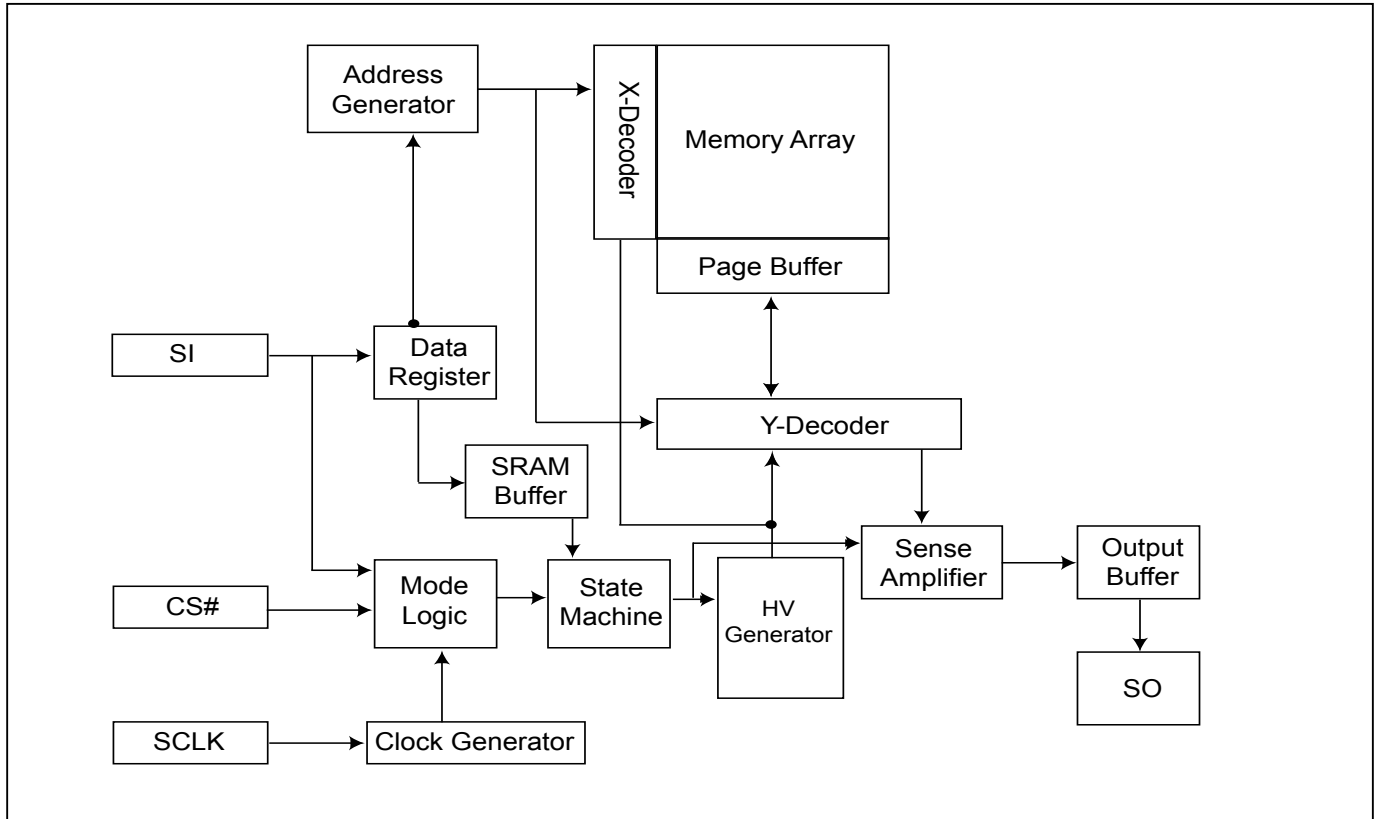 Address
Generator
X-Decoder
Memory Array
Page Buffer
SI
Data
Register
Y-Decoder
SRAM
Buffer
Sense
Amplifier
Output
Buffer
CS#
Mode
Logic
State
Machine
HV
Generator
SO
SCLK
Clock Generator